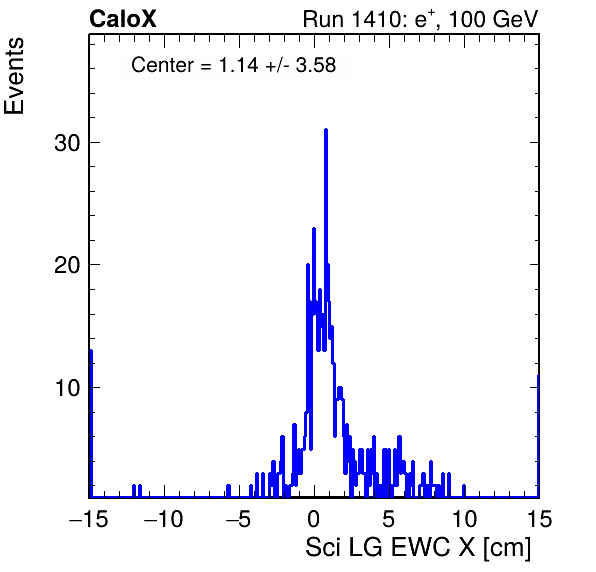 CaloX
Run 1410: e⁺, 100 GeV
Events
Center = 1.14 +/- 3.58
30
20
10
−15 −10 −5 0 5 10 15
Sci LG EWC X [cm]